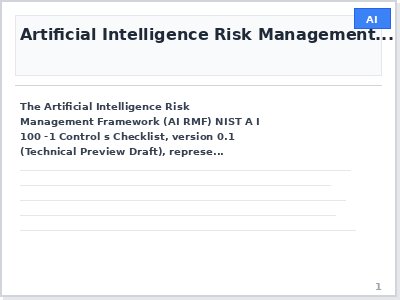 AI
Artificial Intelligence Risk Management...
The Artificial Intelligence Risk
Management Framework (AI RMF) NIST A I
100 -1 Control s Checklist, version 0.1
(Technical Preview Draft), represe...
1